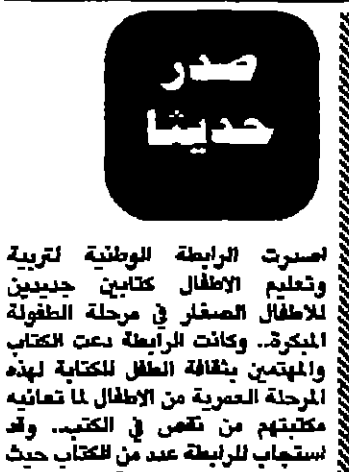 صدر
حديثا
اصدرت الرابطة الوطنية لتربية
وتعليم الاطفال كتابين جديدين
للاطفال الصغار في مرحلة الطفولة
المبكرة.. وكانت الرابطة دعت الكتاب
والمهتمين بثقافة الطفل للكتابة لهذه
المرحلة العمرية من الاطفال لما تعانيه
مكتبتهم من نقص في الكتب.. وقد
استجاب للرابطة عدد من الكتاب حيث